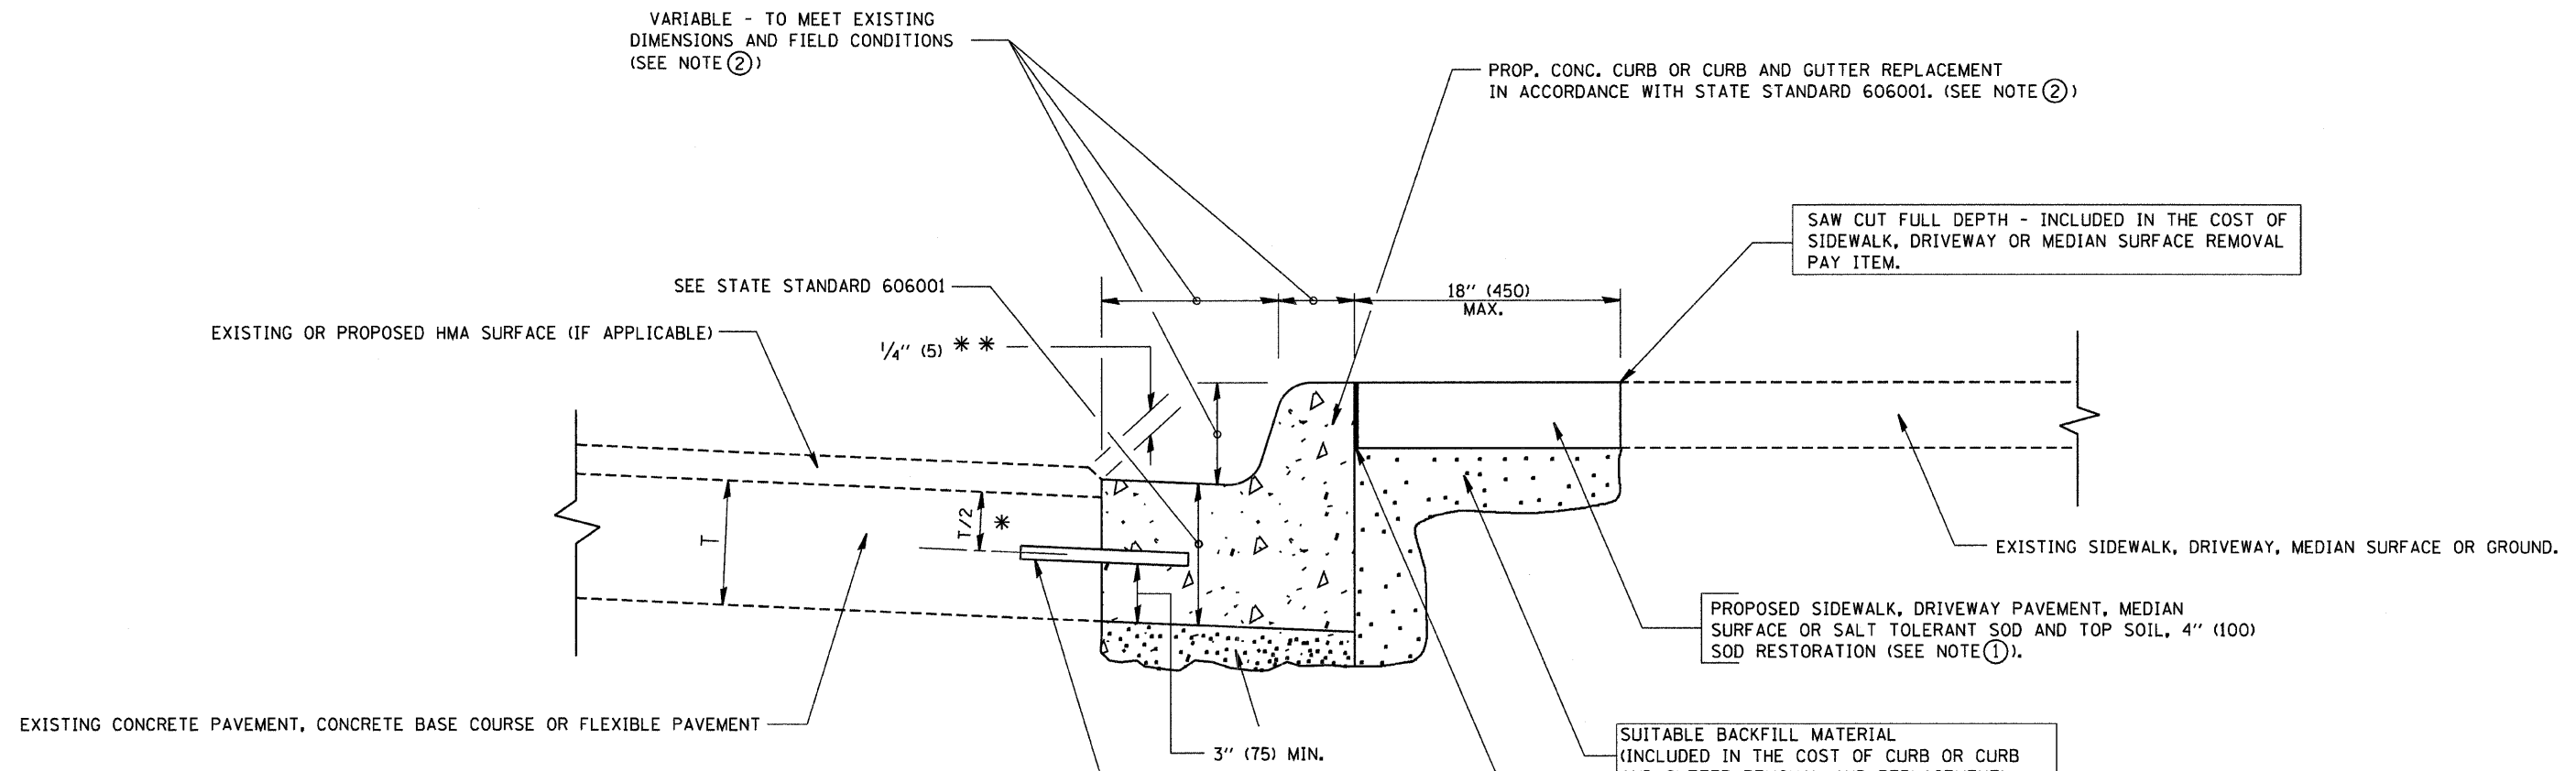 VARIABLE - TO MEET EXISTING
DIMENSIONS AND FIELD CONDITIONS
(SEE NOTE ②)
PROP. CONC. CURB OR CURB AND GUTTER REPLACEMENT
IN ACCORDANCE WITH STATE STANDARD 606001. (SEE NOTE ②)
SAW CUT FULL DEPTH - INCLUDED IN THE COST OF
SIDEWALK, DRIVEWAY OR MEDIAN SURFACE REMOVAL
PAY ITEM.
SEE STATE STANDARD 606001
18" (450)
MAX.
EXISTING OR PROPOSED HMA SURFACE (IF APPLICABLE)
1/4" (5) * *
T
T/2 *
EXISTING SIDEWALK, DRIVEWAY, MEDIAN SURFACE OR GROUND.
PROPOSED SIDEWALK, DRIVEWAY PAVEMENT, MEDIAN
SURFACE OR SALT TOLERANT SOD AND TOP SOIL, 4" (100)
SOD RESTORATION (SEE NOTE ①).
EXISTING CONCRETE PAVEMENT, CONCRETE BASE COURSE OR FLEXIBLE PAVEMENT
3" (75) MIN.
SUITABLE BACKFILL MATERIAL
(INCLUDED IN THE COST OF CURB OR CURB